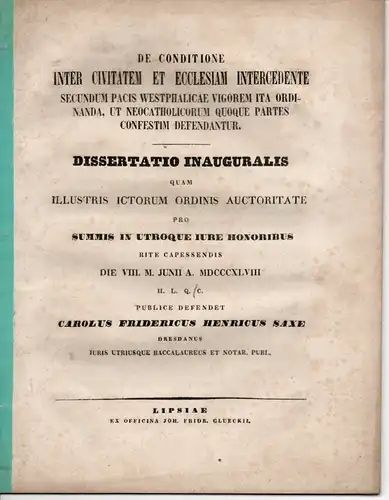 DE CONDITIONE
INTER CIVITATEM ET ECCLESIAM INTERCEDENTE
SECUNDUM PACIS WESTPHALICAE VIGOREM ITA ORDI-
NANDA, UT NEOCATHOLICORUM QUOQUE PARTES
CONFESTIM DEFENDANTUR.
DISSERTATIO INAUGURALIS
QUAM
ILLUSTRIS ICTORUM ORDINIS AUCTORITATE
PRO
SUMMIS IN UTROQUE IURE HONORIBUS
RITE CAPESSENDIS
DIE VIII. M. JUNII A. MDCCCXLVIII
H. L. Q. C.
PUBLICE DEFENDET
CAROLUS FRIDERICUS HENRICUS SAXE
DRESDANUS
IURIS UTRIUSQUE BACCALAUREUS ET NOTAR. PUBL.
LIPSIAE
EX OFFICINA JOH. FRIDR. GLUECKII.